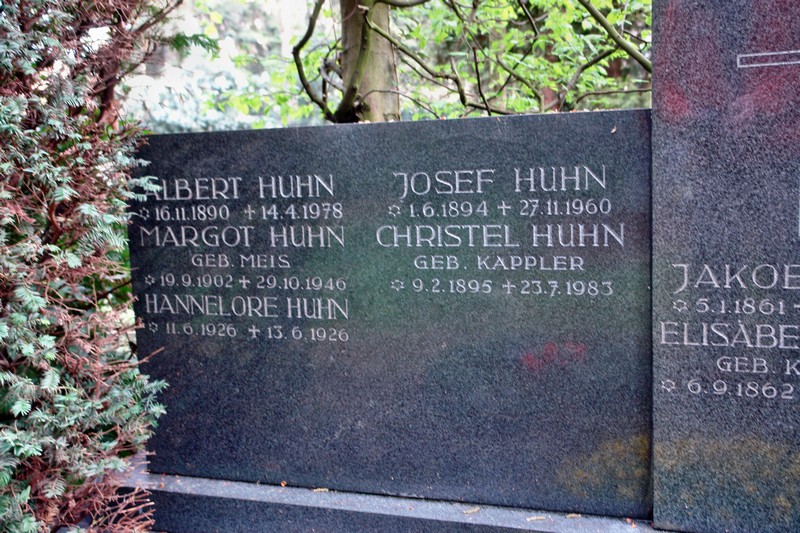 ALBERT HUHN
✡ 16.11.1890 ✝ 14.4.1978
MARGOT HUHN
GEB. MEIS
✡ 19.9.1902 ✝ 29.10.1946
HANNELORE HUHN
✡ 11.6.1926 ✝ 13.6.1926
JOSEF HUHN
✡ 1.6.1894 ✝ 27.11.1960
CHRISTEL HUHN
GEB. KAPPLER
✡ 9.2.1895 ✝ 23.7.1983
✡ 5.1.1861 ✝
GEB.
✡ 6.9.1862